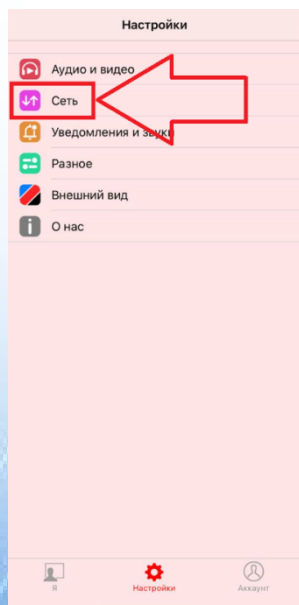 Настройки
Аудио и видео
Сеть
Уведомления и звуки
Разное
Внешний вид
О нас
Я
Настройки
Аккаунт